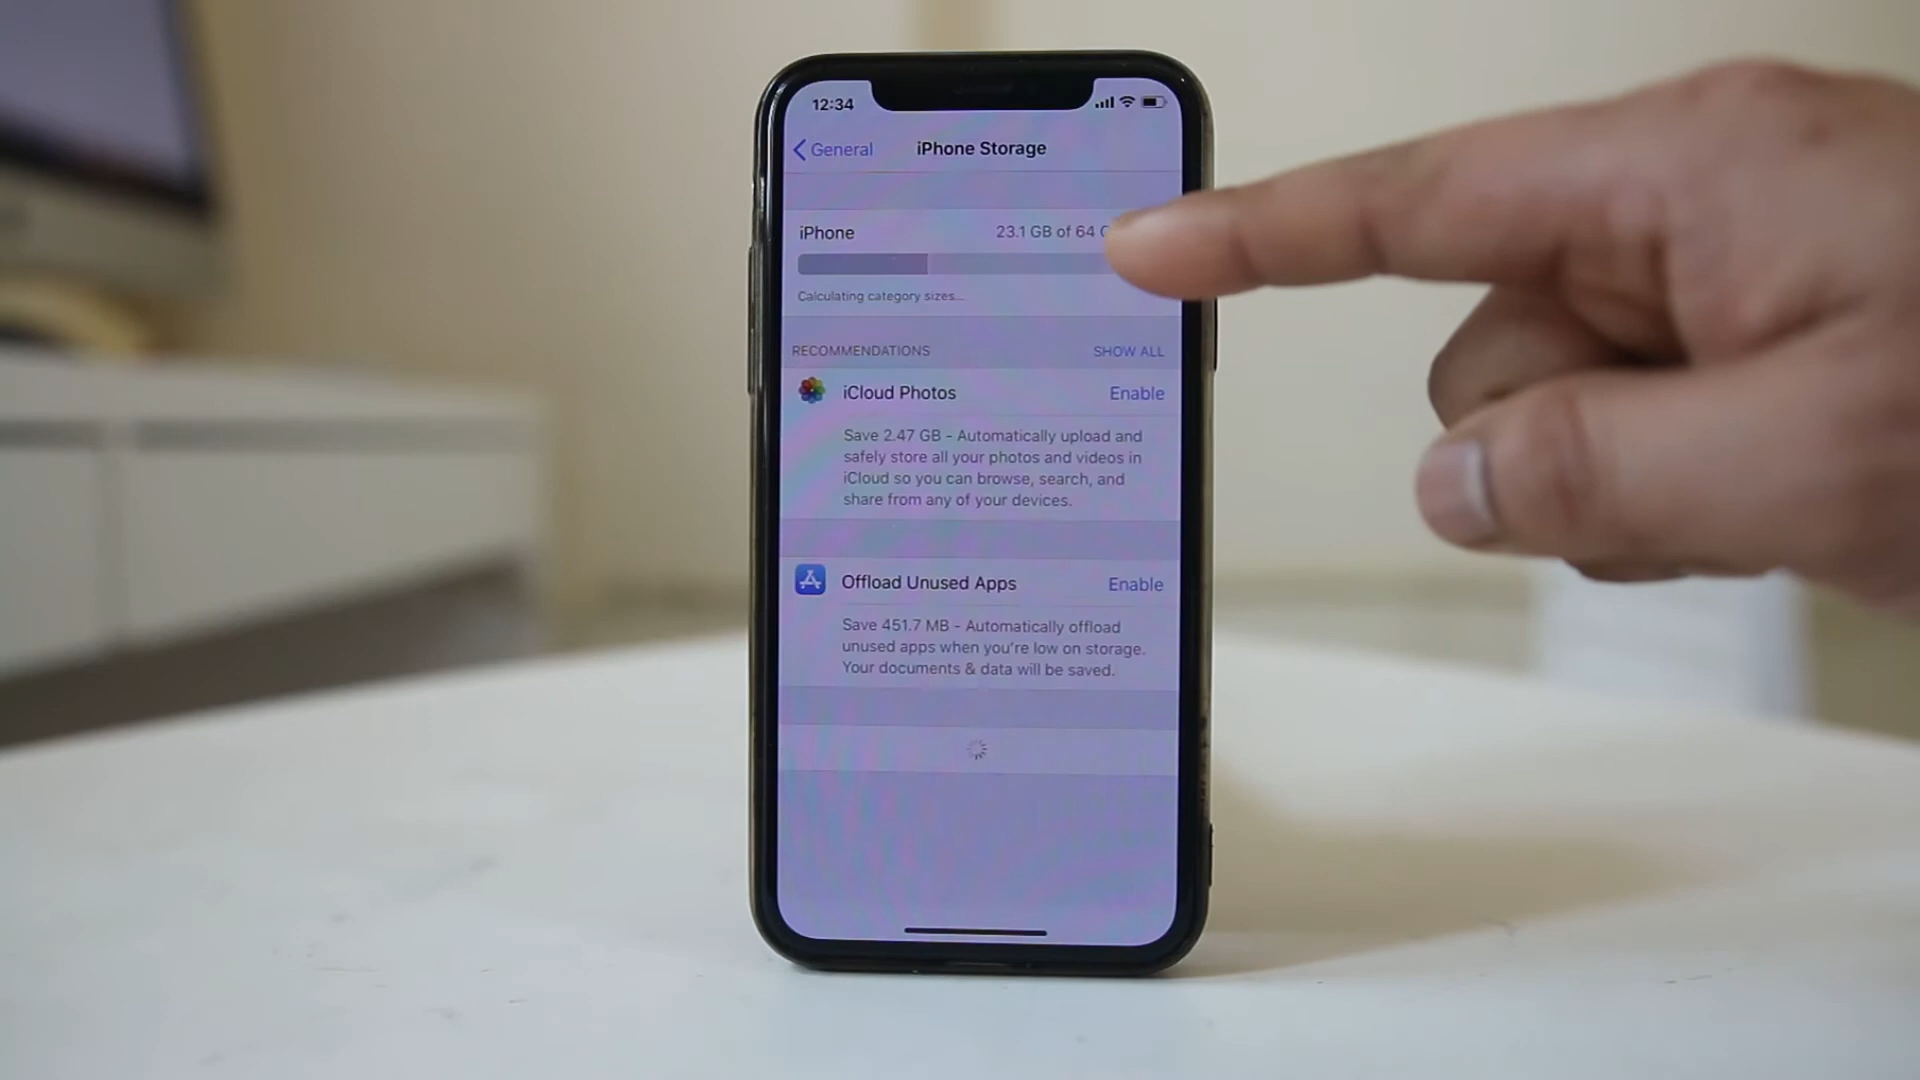 12:34
General
iPhone Storage
iPhone
23.1 GB of 64
Calculating category sizes...
RECOMMENDATIONS
SHOW ALL
iCloud Photos
Enable
Save 2.47 GB - Automatically upload and
safely store all your photos and videos in
iCloud so you can browse, search, and
share from any of your devices.
Offload Unused Apps
Enable
Save 451.7 MB - Automatically offload
unused apps when you're low on storage.
Your documents & data will be saved.